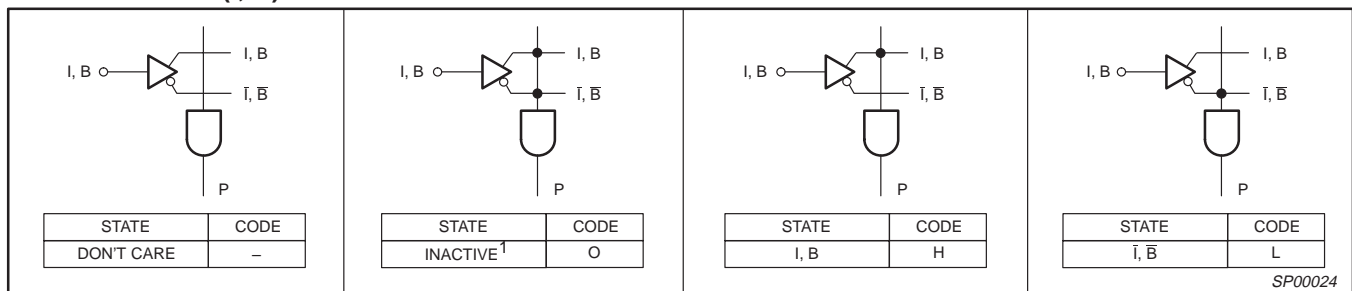 I, B
I, B
Ī, B̅
P
STATE CODE
DON'T CARE –
I, B
I, B
Ī, B̅
P
STATE CODE
INACTIVE1 O
I, B
I, B
Ī, B̅
P
STATE CODE
I, B H
I, B
I, B
Ī, B̅
P
STATE CODE
Ī, B̅ L
SP00024